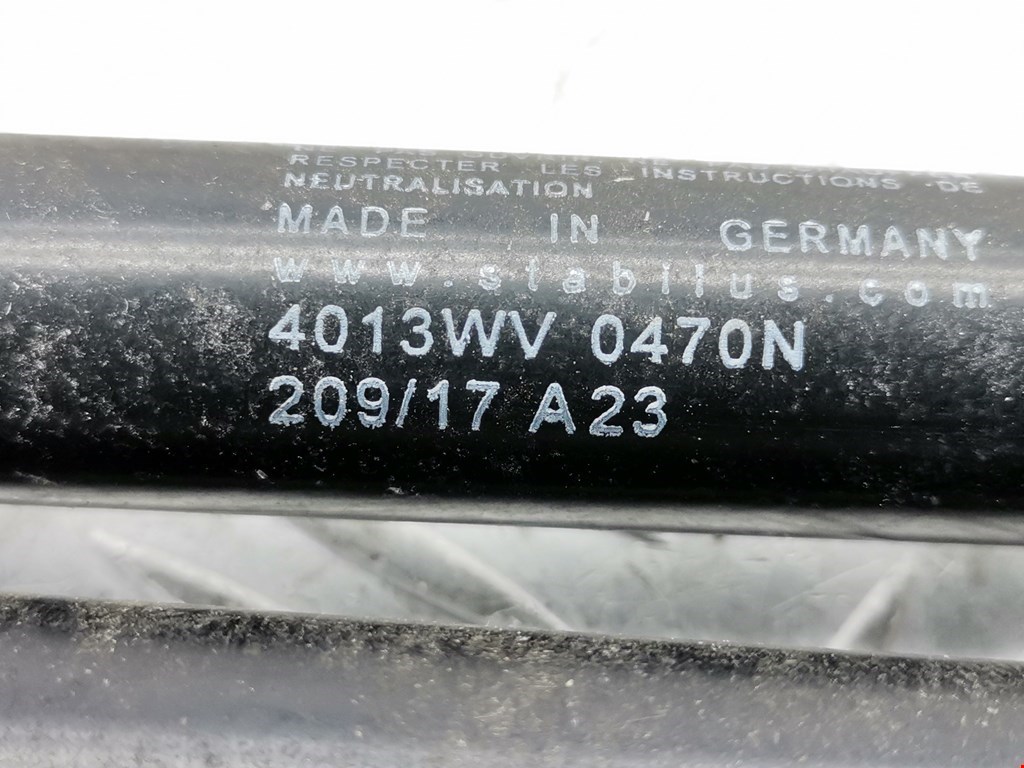 RESPECTER LES INSTRUCTIONS DE
NEUTRALISATION
MADE IN GERMANY
www.stabilus.com
4013WV 0470N
209/17 A23